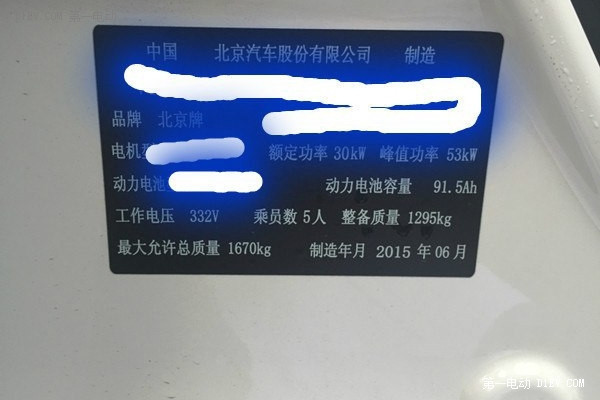 中国 北京汽车股份有限公司 制造
品牌 北京牌
电机型 额定功率 30kW 峰值功率 53kW
动力电池 动力电池容量 91.5Ah
工作电压 332V 乘员数 5人 整备质量 1295kg
最大允许总质量 1670kg 制造年月 2015 年 06 月
第一电动 D1EV.COM